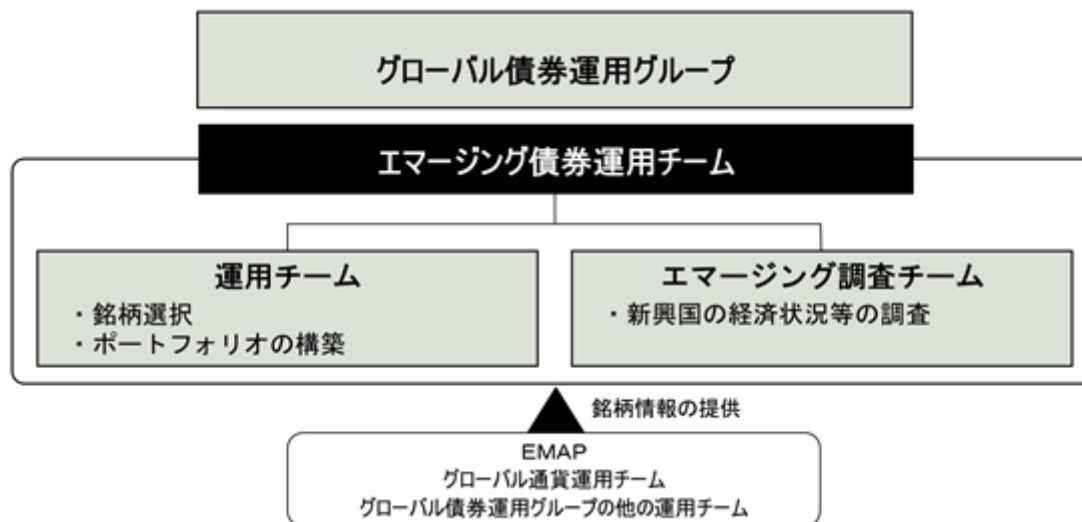 グローバル債券運用グループ
エマージング債券運用チーム
運用チーム
・銘柄選択
・ポートフォリオの構築
エマージング調査チーム
・新興国の経済状況等の調査
銘柄情報の提供
EMAP
グローバル通貨運用チーム
グローバル債券運用グループの他の運用チーム